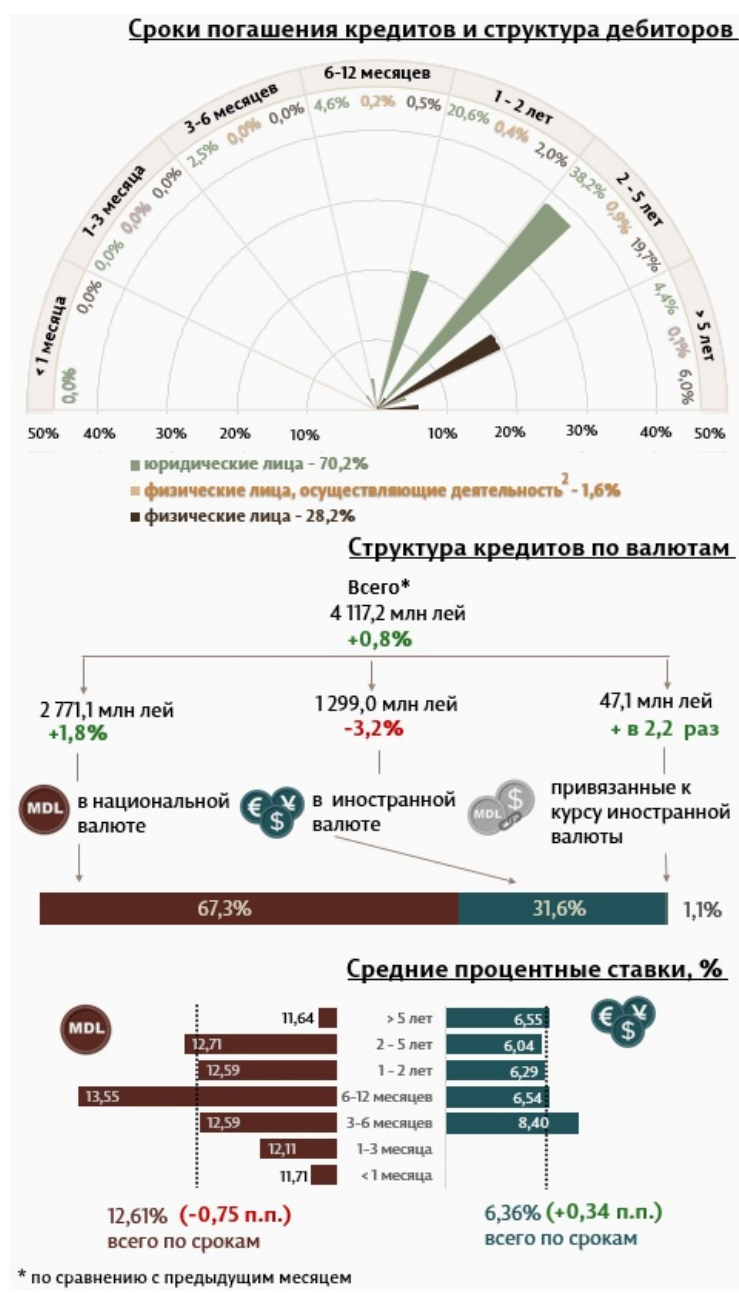 Сроки погашения кредитов и структура дебиторов
< 1 месяца
1-3 месяца
3-6 месяцев
6-12 месяцев
1 - 2 лет
2 - 5 лет
> 5 лет
0,0%
0,0%
0,0%
0,0%
0,0%
2,5%
0,0%
0,0%
4,6%
0,2%
0,5%
20,6%
0,4%
2,0%
38,2%
0,9%
19,7%
4,4%
0,1%
6,0%
50% 40% 30% 20% 10% 10% 20% 30% 40% 50%
юридические лица - 70,2%
физические лица, осуществляющие деятельность2 - 1,6%
физические лица - 28,2%
Структура кредитов по валютам
Всего*
4 117,2 млн лей
+0,8%
2 771,1 млн лей
+1,8%
1 299,0 млн лей
-3,2%
47,1 млн лей
+ в 2,2 раз
MDL
в национальной
валюте
€ ¥ $
в иностранной
валюте
MDL $
привязанные к
курсу иностранной
валюты
67,3% 31,6% 1,1%
Средние процентные ставки, %
MDL
€ ¥ $
11,64 > 5 лет 6,55
12,71 2 - 5 лет 6,04
12,59 1 - 2 лет 6,29
13,55 6-12 месяцев 6,54
12,59 3-6 месяцев 8,40
12,11 1-3 месяца
11,71 < 1 месяца
12,61% (-0,75 п.п.)
всего по срокам
6,36% (+0,34 п.п.)
всего по срокам
* по сравнению с предыдущим месяцем